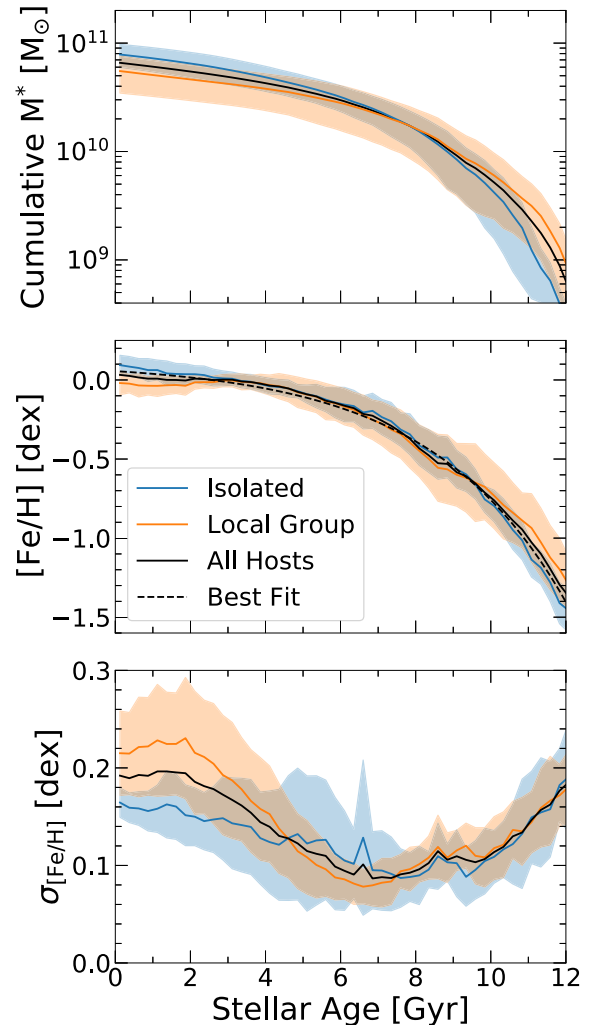 10¹¹
10¹⁰
10⁹
Cumulative M* [M⊙]
0.0
−0.5
−1.0
−1.5
[Fe/H] [dex]
Isolated
Local Group
All Hosts
Best Fit
0.3
0.2
0.1
0.0
σ[Fe/H] [dex]
0 2 4 6 8 10 12
Stellar Age [Gyr]